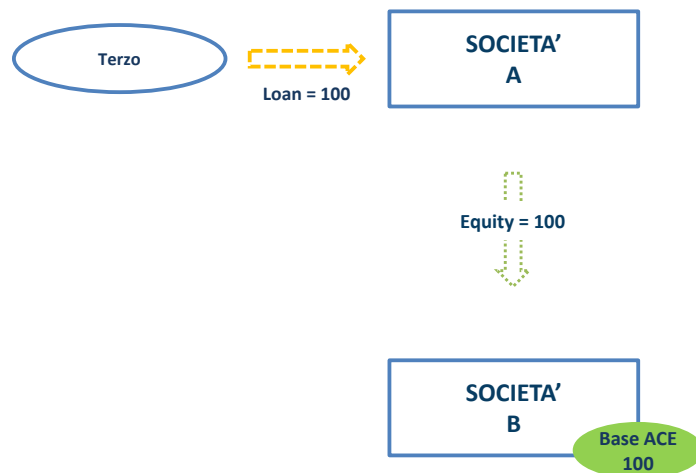 Terzo
Loan = 100
SOCIETA'
A
Equity = 100
SOCIETA'
B
Base ACE
100